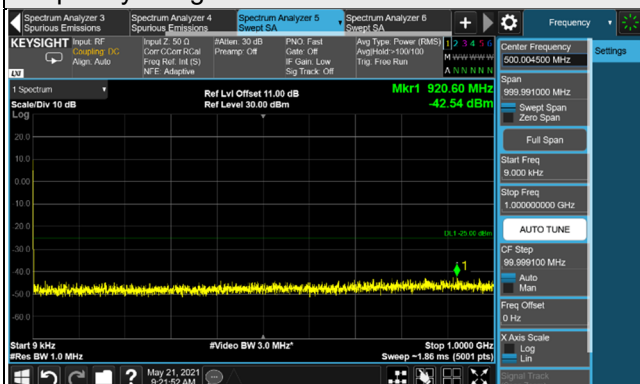 Spectrum Analyzer 3
Spurious Emissions
Spectrum Analyzer 4
Spurious Emissions
Spectrum Analyzer 5
Swept SA
Spectrum Analyzer 6
Swept SA
+
Frequency
KEYSIGHT
Input: RF
Coupling: DC
Align: Auto
LXI
Input Z: 50 Ω
Corr CCorr RCal
Freq Ref: Int (S)
NFE: Adaptive
#Atten: 30 dB
Preamp: Off
PNO: Fast
Gate: Off
IF Gain: Low
Sig Track: Off
Avg Type: Power (RMS)
Avg|Hold:>100/100
Trig: Free Run
1 2 3 4 5 6
M W W W W W
A N N N N N
Center Frequency
500.004500 MHz
Settings
Span
999.991000 MHz
Swept Span
Zero Span
Full Span
Start Freq
9.000 kHz
Stop Freq
1.000000000 GHz
AUTO TUNE
CF Step
99.999100 MHz
Auto
Man
Freq Offset
0 Hz
X Axis Scale
Log
Lin
Signal Track
1 Spectrum
Scale/Div 10 dB
Ref Lvl Offset 11.00 dB
Ref Level 30.00 dBm
Mkr1 920.60 MHz
-42.54 dBm
Log
20.0
10.0
0.00
-10.0
-20.0
-30.0
-40.0
-50.0
-60.0
DL1 -25.00 dBm
1
Start 9 kHz
#Res BW 1.0 MHz
#Video BW 3.0 MHz*
Stop 1.0000 GHz
Sweep ~1.86 ms (5001 pts)
?
May 21, 2021
9:21:52 AM